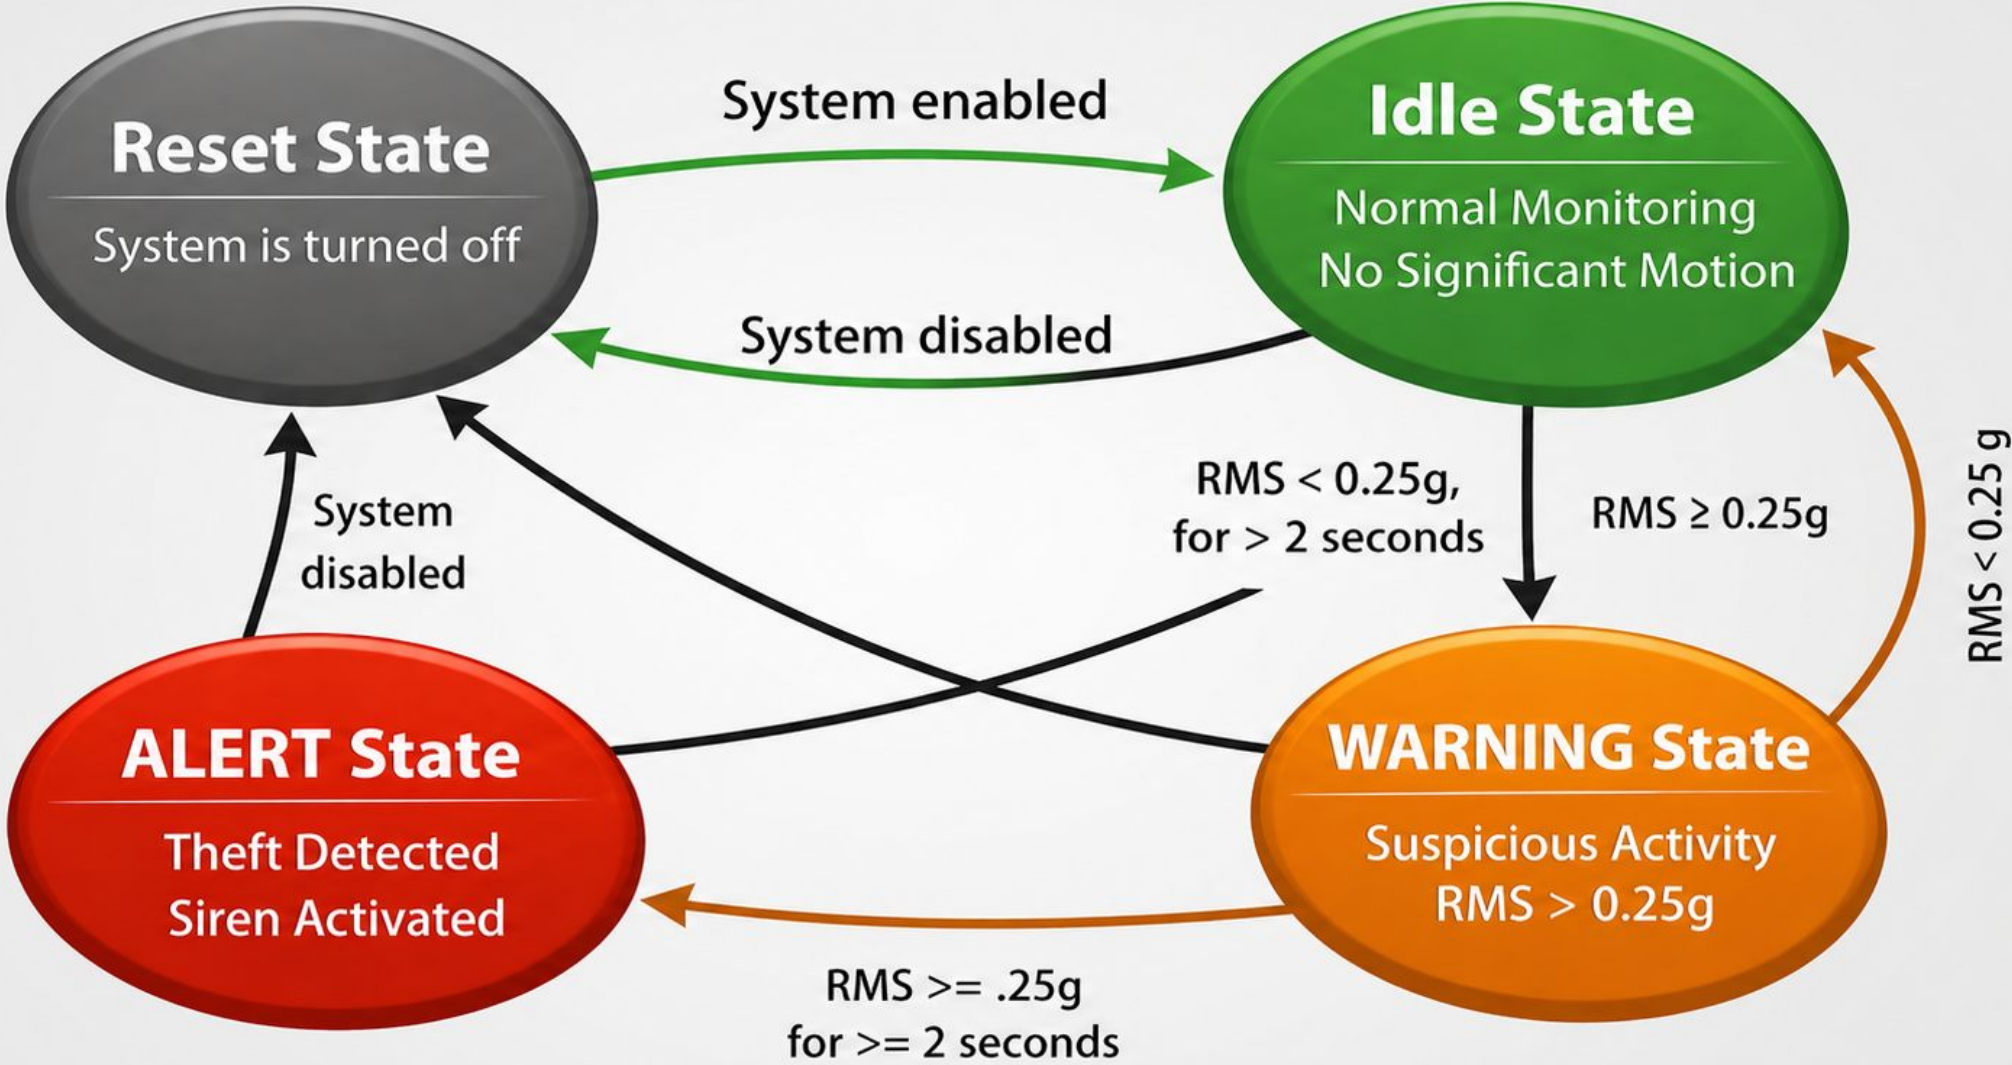 Reset State
System is turned off
System enabled
Idle State
Normal Monitoring
No Significant Motion
System disabled
System
disabled
RMS < 0.25g,
for > 2 seconds
RMS ≥ 0.25g
RMS < 0.25 g
ALERT State
Theft Detected
Siren Activated
WARNING State
Suspicious Activity
RMS > 0.25g
RMS >= .25g
for >= 2 seconds